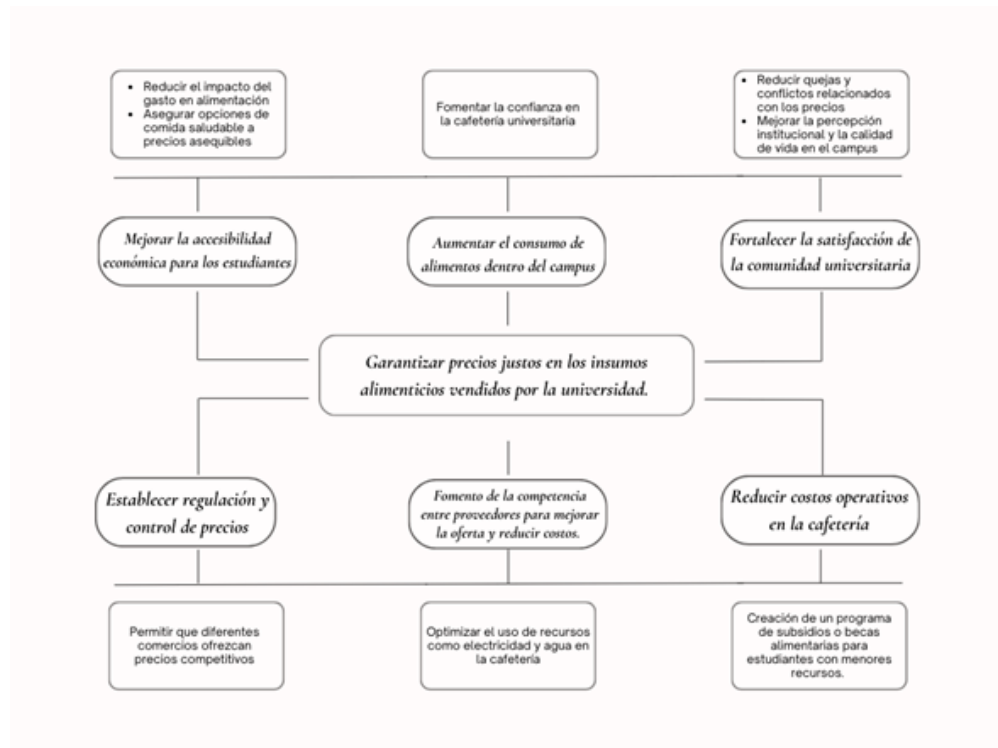 • Reducir el impacto del
gasto en alimentación
• Asegurar opciones de
comida saludable a
precios asequibles
Fomentar la confianza en
la cafetería universitaria
• Reducir quejas y
conflictos relacionados
con los precios
• Mejorar la percepción
institucional y la calidad
de vida en el campus
Mejorar la accesibilidad
económica para los estudiantes
Aumentar el consumo de
alimentos dentro del campus
Fortalecer la satisfacción de
la comunidad universitaria
Garantizar precios justos en los insumos
alimenticios vendidos por la universidad.
Establecer regulación y
control de precios
Fomento de la competencia
entre proveedores para mejorar
la oferta y reducir costos.
Reducir costos operativos
en la cafetería
Permitir que diferentes
comercios ofrezcan
precios competitivos
Optimizar el uso de recursos
como electricidad y agua en
la cafetería
Creación de un programa
de subsidios o becas
alimentarias para
estudiantes con menores
recursos.